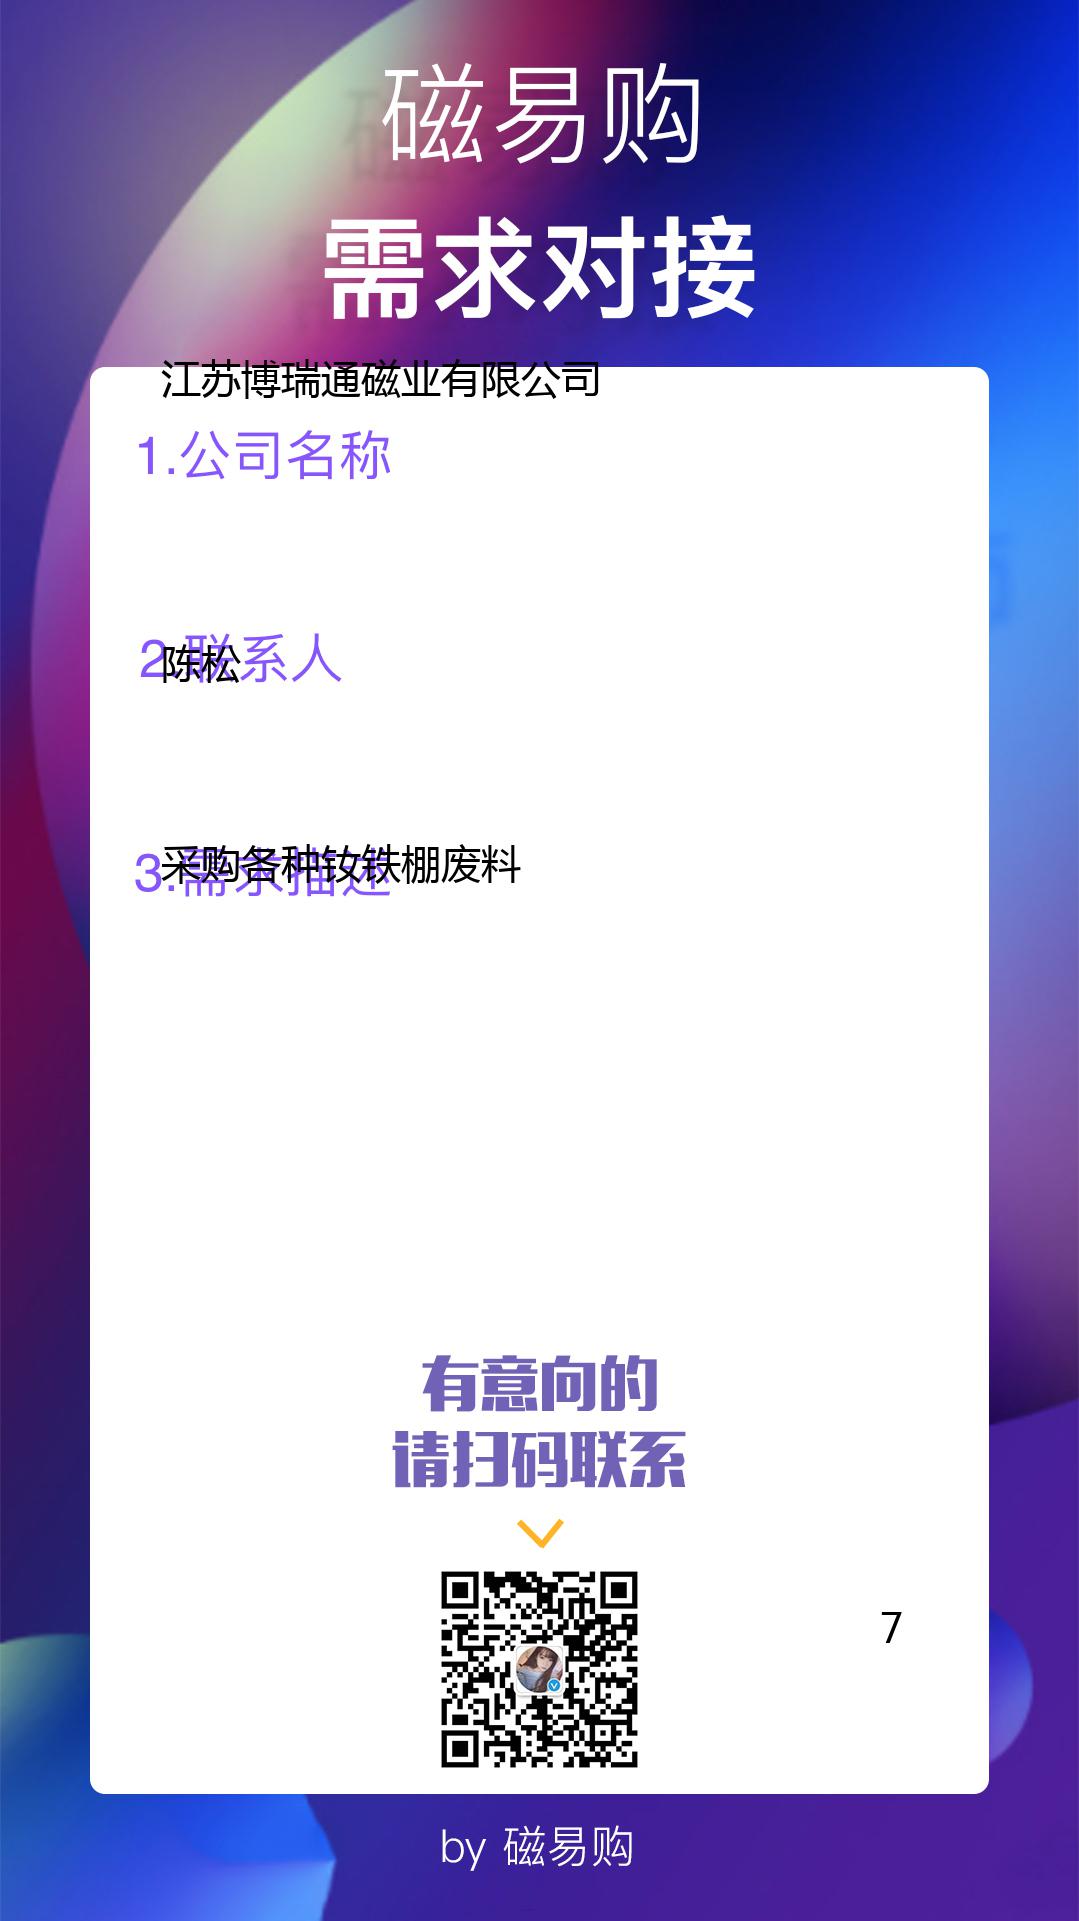 磁易购
需求对接
江苏博瑞通磁业有限公司
1.公司名称
2.联系人
陈松
采购各种钕铁棚废料
3.需求描述
有意向的
请扫码联系
7
by 磁易购